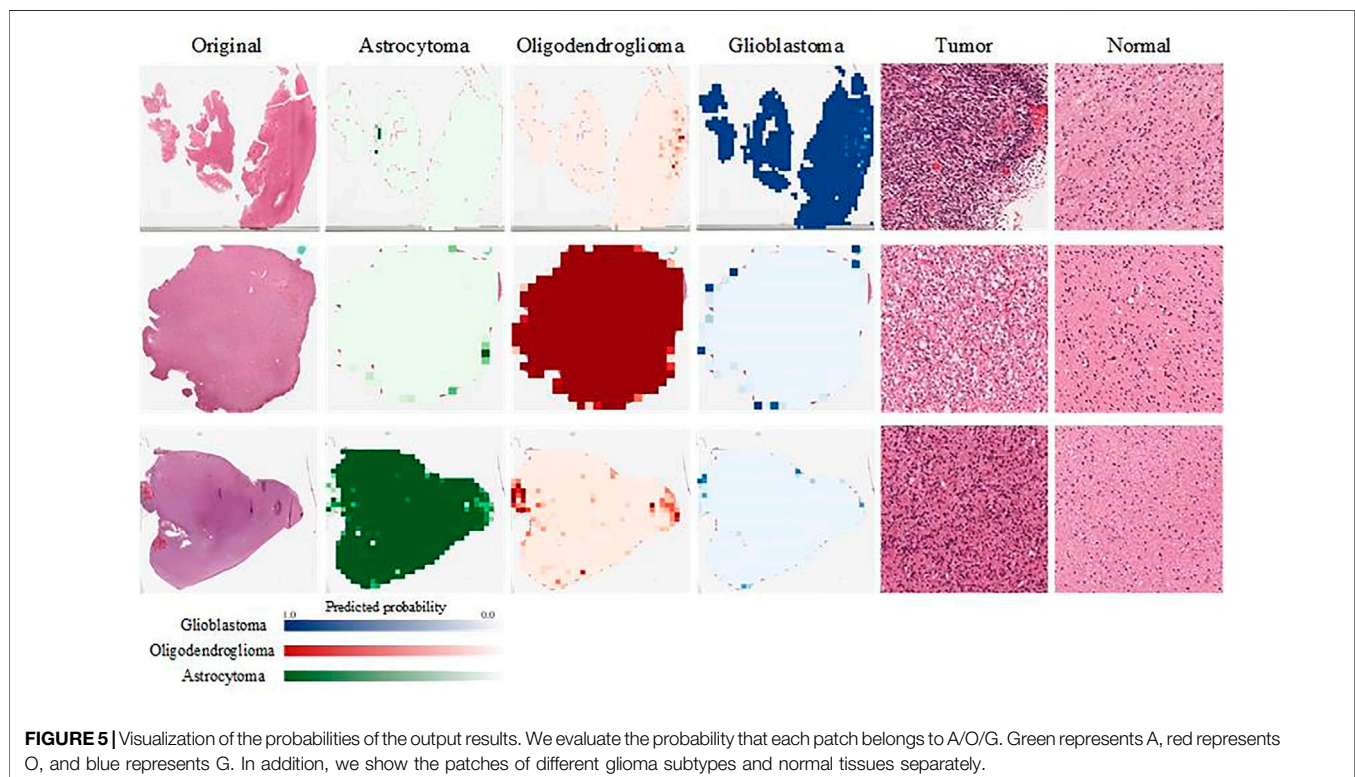 Original Astrocytoma Oligodendroglioma Glioblastoma Tumor Normal
Predicted probability
1.0 0.0
Glioblastoma
Oligodendroglioma
Astrocytoma
FIGURE 5 | Visualization of the probabilities of the output results. We evaluate the probability that each patch belongs to A/O/G. Green represents A, red represents
O, and blue represents G. In addition, we show the patches of different glioma subtypes and normal tissues separately.